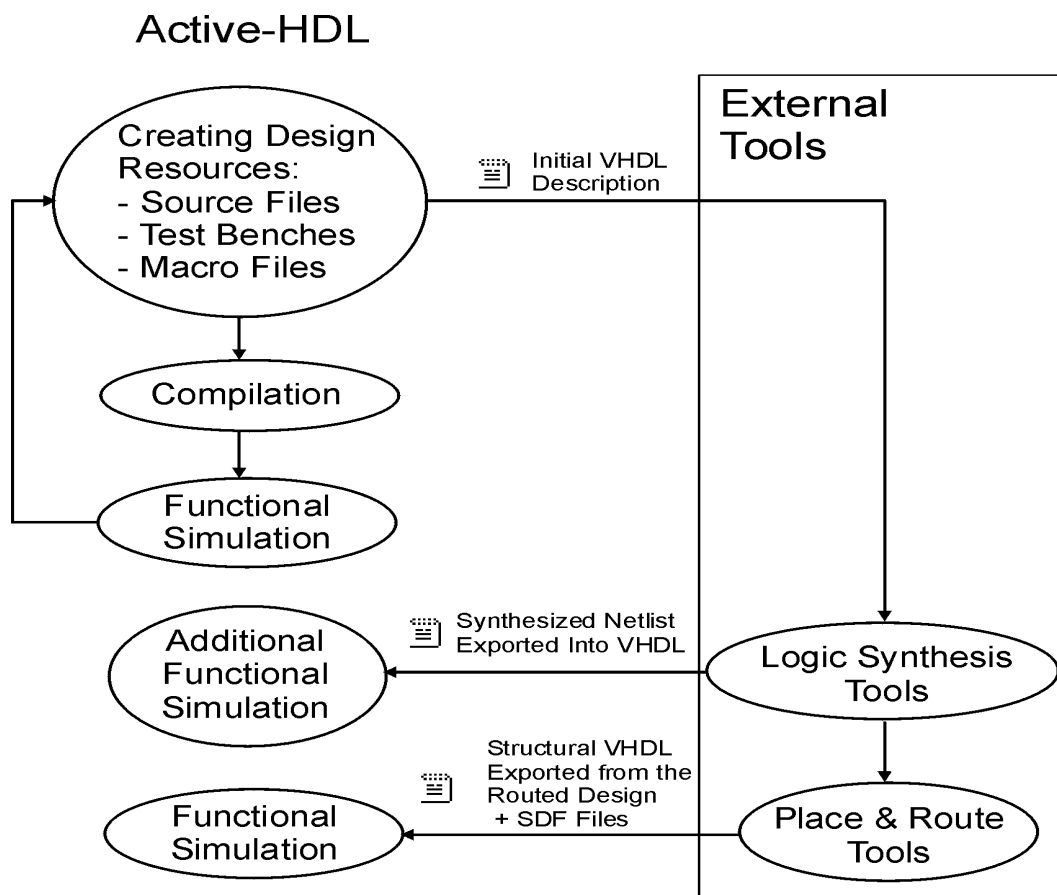 Active-HDL
Creating Design
Resources:
- Source Files
- Test Benches
- Macro Files
Initial VHDL
Description
External
Tools
Compilation
Functional
Simulation
Additional
Functional
Simulation
Synthesized Netlist
Exported Into VHDL
Logic Synthesis
Tools
Structural VHDL
Exported from the
Routed Design
+ SDF Files
Functional
Simulation
Place & Route
Tools